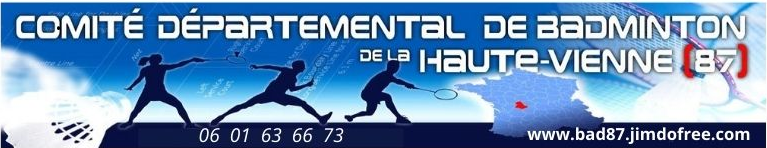 COMITÉ DÉPARTEMENTAL DE BADMINTON
DE LA HAUTE-VIENNE (87)
06 01 63 66 73
www.bad87.jimdofree.com